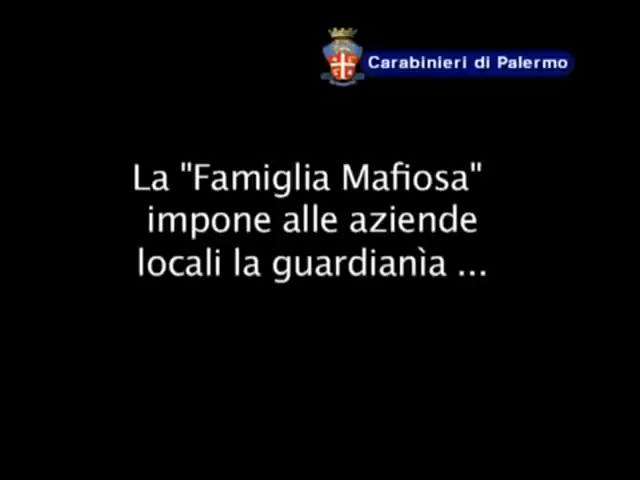 Carabinieri di Palermo
La "Famiglia Mafiosa"
impone alle aziende
locali la guardianìa ...